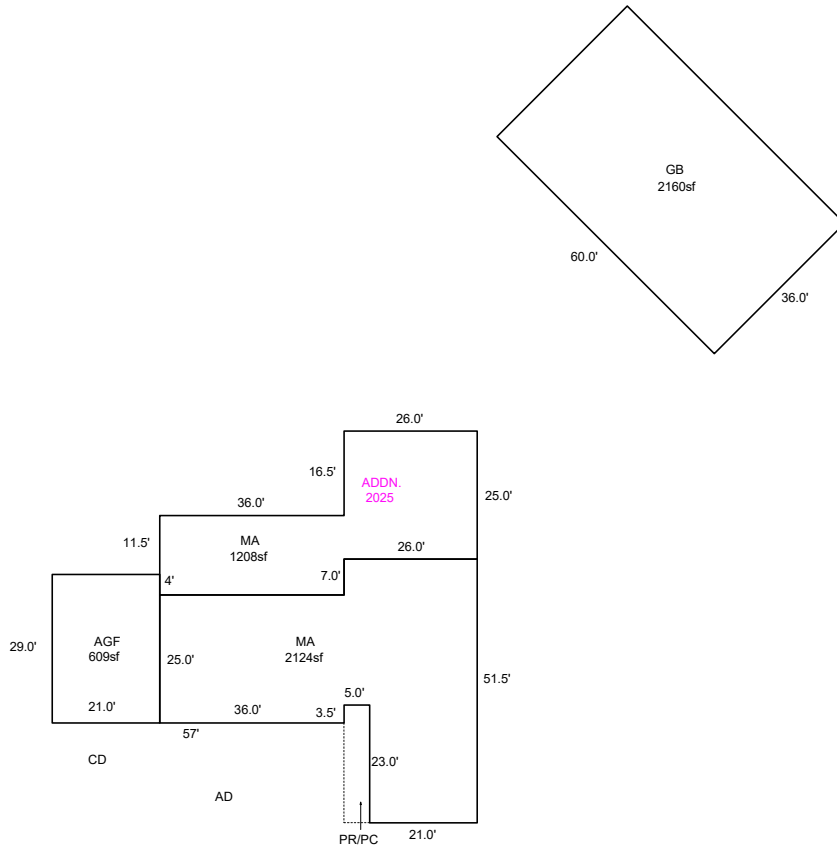 GB
2160sf
60.0'
36.0'
26.0'
16.5'
ADDN.
2025
25.0'
36.0'
11.5'
MA
1208sf
26.0'
4'
7.0'
29.0'
AGF
609sf
25.0'
MA
2124sf
51.5'
21.0'
36.0'
5.0'
3.5'
57'
CD
23.0'
AD
PR/PC
21.0'